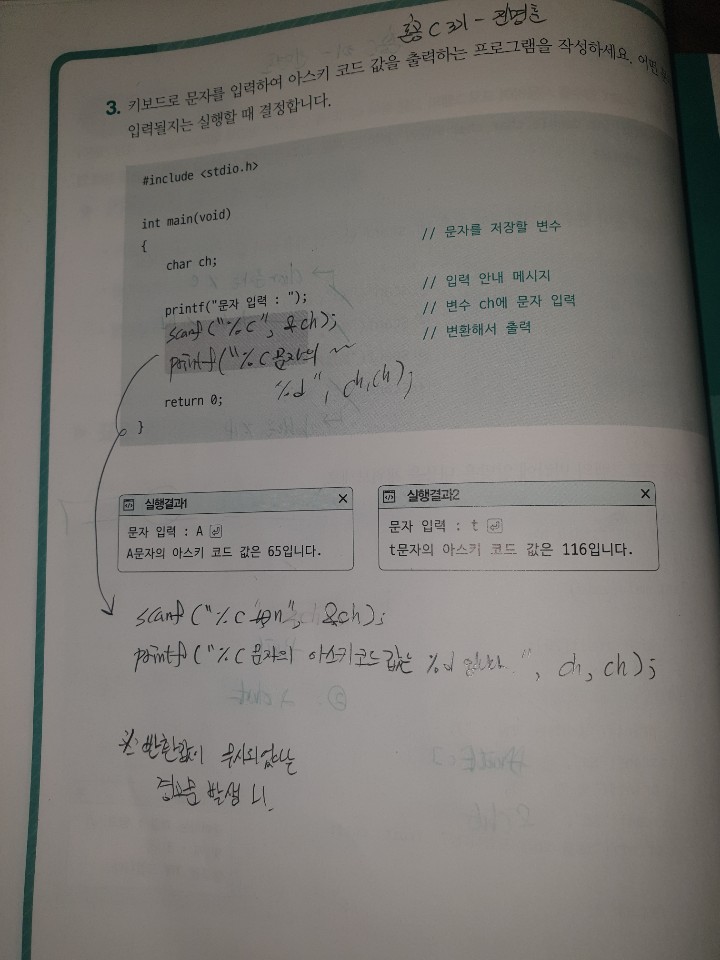 혼공 C 3기 -
3. 키보드로 문자를 입력하여 아스키 코드 값을 출력하는 프로그램을 작성하세요. 어떤
입력될지는 실행할 때 결정합니다.
#include <stdio.h>
int main(void)
{
char ch; // 문자를 저장할 변수
printf("문자 입력 : "); // 입력 안내 메시지
scanf("%c", &ch); // 변수 ch에 문자 입력
printf("%c문자의 ~ // 변환해서 출력
%d", ch, ch);
return 0;
}
실행결과1
문자 입력 : A
A문자의 아스키 코드 값은 65입니다.
실행결과2
문자 입력 : t
t문자의 아스키 코드 값은 116입니다.
scanf("%c", &ch);
printf("%c문자의 아스키 코드 값은 %d 입니다.", ch, ch);
※ 반환값이 무시되었다는
경고문 발생